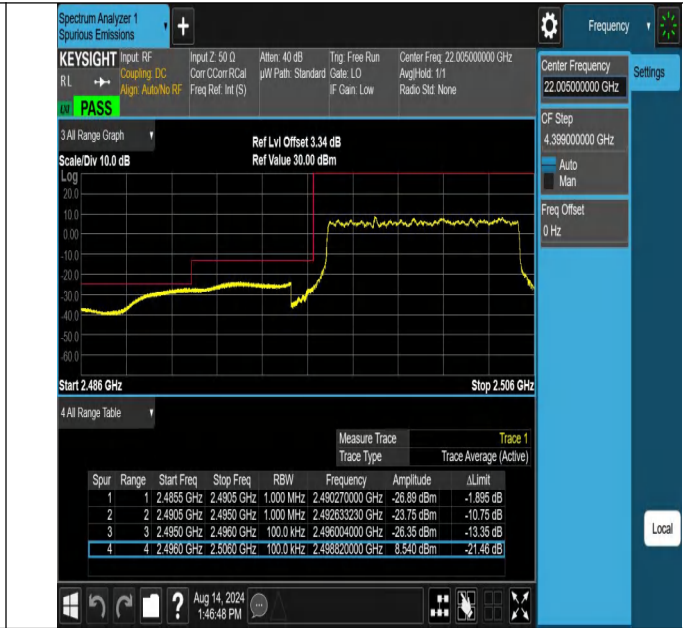 Spectrum Analyzer 1
Spurious Emissions
Frequency
KEYSIGHT Input: RF Input Z: 50 Ω Atten: 40 dB Trig: Free Run Center Freq: 22.005000000 GHz
RL Coupling: DC Corr CCorr RCal µW Path: Standard Gate: LO Avg|Hold: 1/1
Align: Auto/No RF Freq Ref: Int (S) IF Gain: Low Radio Std: None
PASS
Center Frequency
22.005000000 GHz
Settings
CF Step
4.399000000 GHz
Auto
Man
Freq Offset
0 Hz
3 All Range Graph
Ref Lvl Offset 3.34 dB
Scale/Div 10.0 dB Ref Value 30.00 dBm
Log
20.0
10.0
0.00
-10.0
-20.0
-30.0
-40.0
-50.0
-60.0
Start 2.486 GHz Stop 2.506 GHz
4 All Range Table
Measure Trace Trace 1
Trace Type Trace Average (Active)
Spur Range Start Freq Stop Freq RBW Frequency Amplitude ΔLimit
1 1 2.4855 GHz 2.4905 GHz 1.000 MHz 2.490270000 GHz -26.89 dBm -1.895 dB
2 2 2.4905 GHz 2.4950 GHz 1.000 MHz 2.492633230 GHz -23.75 dBm -10.75 dB
3 3 2.4950 GHz 2.4960 GHz 100.0 kHz 2.496004000 GHz -26.35 dBm -13.35 dB
4 4 2.4960 GHz 2.5060 GHz 100.0 kHz 2.498820000 GHz 8.540 dBm -21.46 dB
Local
Aug 14, 2024
1:46:48 PM